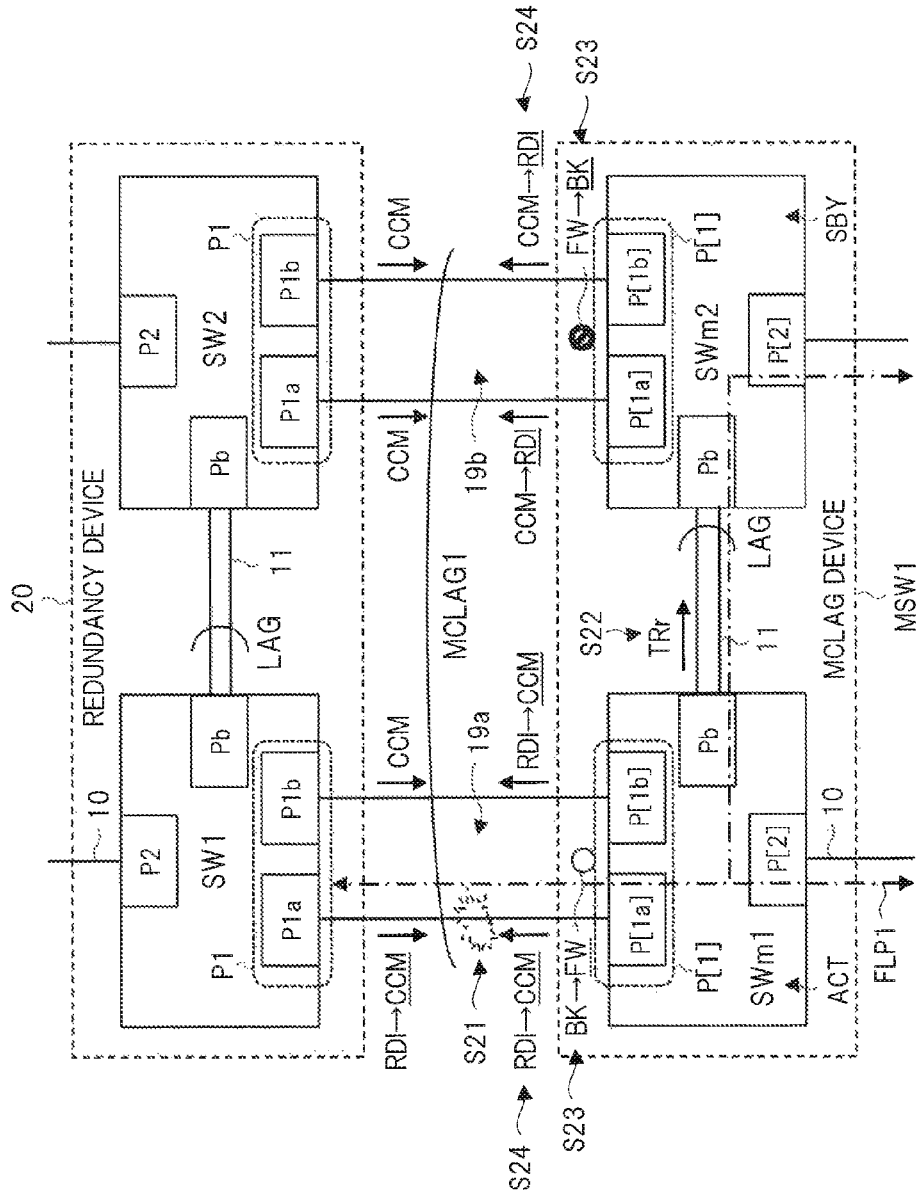 20
REDUNDANCY DEVICE
10
P2
SW1
Pb
P1
P1a
P1b
LAG
11
P2
SW2
Pb
P1
P1a
P1b
RDI→CCM
CCM
CCM
CCM
MCLAG1
S21
19a
19b
S24
RDI→CCM
RDI→CCM
CCM→RDI
CCM→RDI
S24
S23
BK→FW
FW→BK
S23
P[1a]
P[1b]
P[1]
SWm1
Pb
P[2]
ACT
S22
TRr
11
LAG
P[1a]
P[1b]
P[1]
SWm2
Pb
P[2]
SBY
MCLAG DEVICE
MSW1
10
FLP1